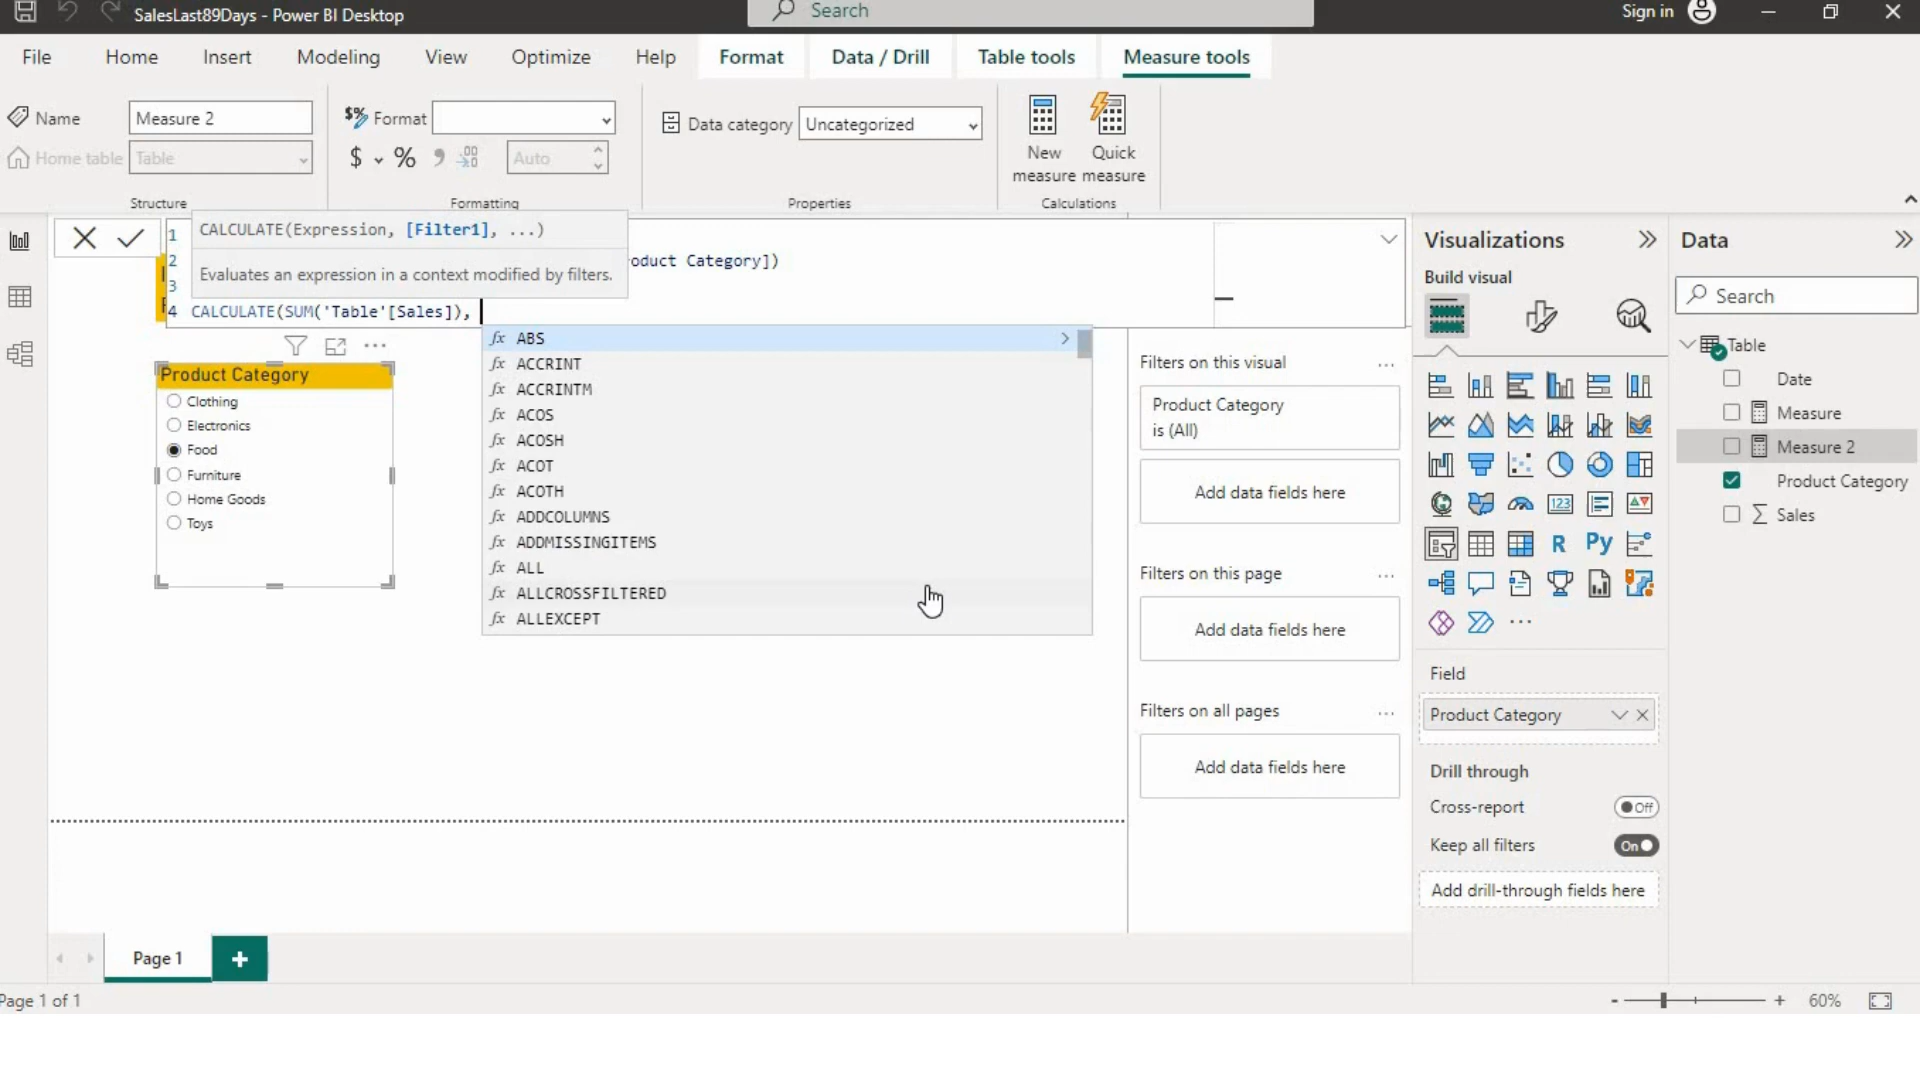 SalesLast89Days - Power BI Desktop
Search
Sign in
File
Home
Insert
Modeling
View
Optimize
Help
Format
Data / Drill
Table tools
Measure tools
Name
Measure 2
Home table
Table
Structure
Format
$
%
Auto
Formatting
Data category
Uncategorized
Properties
New measure
Quick measure
Calculations
1
2
3
4
CALCULATE(Expression, [Filter1], ...)
Evaluates an expression in a context modified by filters.
oduct Category])
CALCULATE(SUM('Table'[Sales]),
ABS
ACCRINT
ACCRINTM
ACOS
ACOSH
ACOT
ACOTH
ADDCOLUMNS
ADDMISSINGITEMS
ALL
ALLCROSSFILTERED
ALLEXCEPT
Product Category
Clothing
Electronics
Food
Furniture
Home Goods
Toys
Filters on this visual
Product Category
is (All)
Add data fields here
Filters on this page
Add data fields here
Filters on all pages
Add data fields here
Visualizations
Build visual
123
R
Py
Field
Product Category
Drill through
Cross-report
Off
Keep all filters
On
Add drill-through fields here
Data
Search
Table
Date
Measure
Measure 2
Product Category
Sales
Page 1
Page 1 of 1
60%